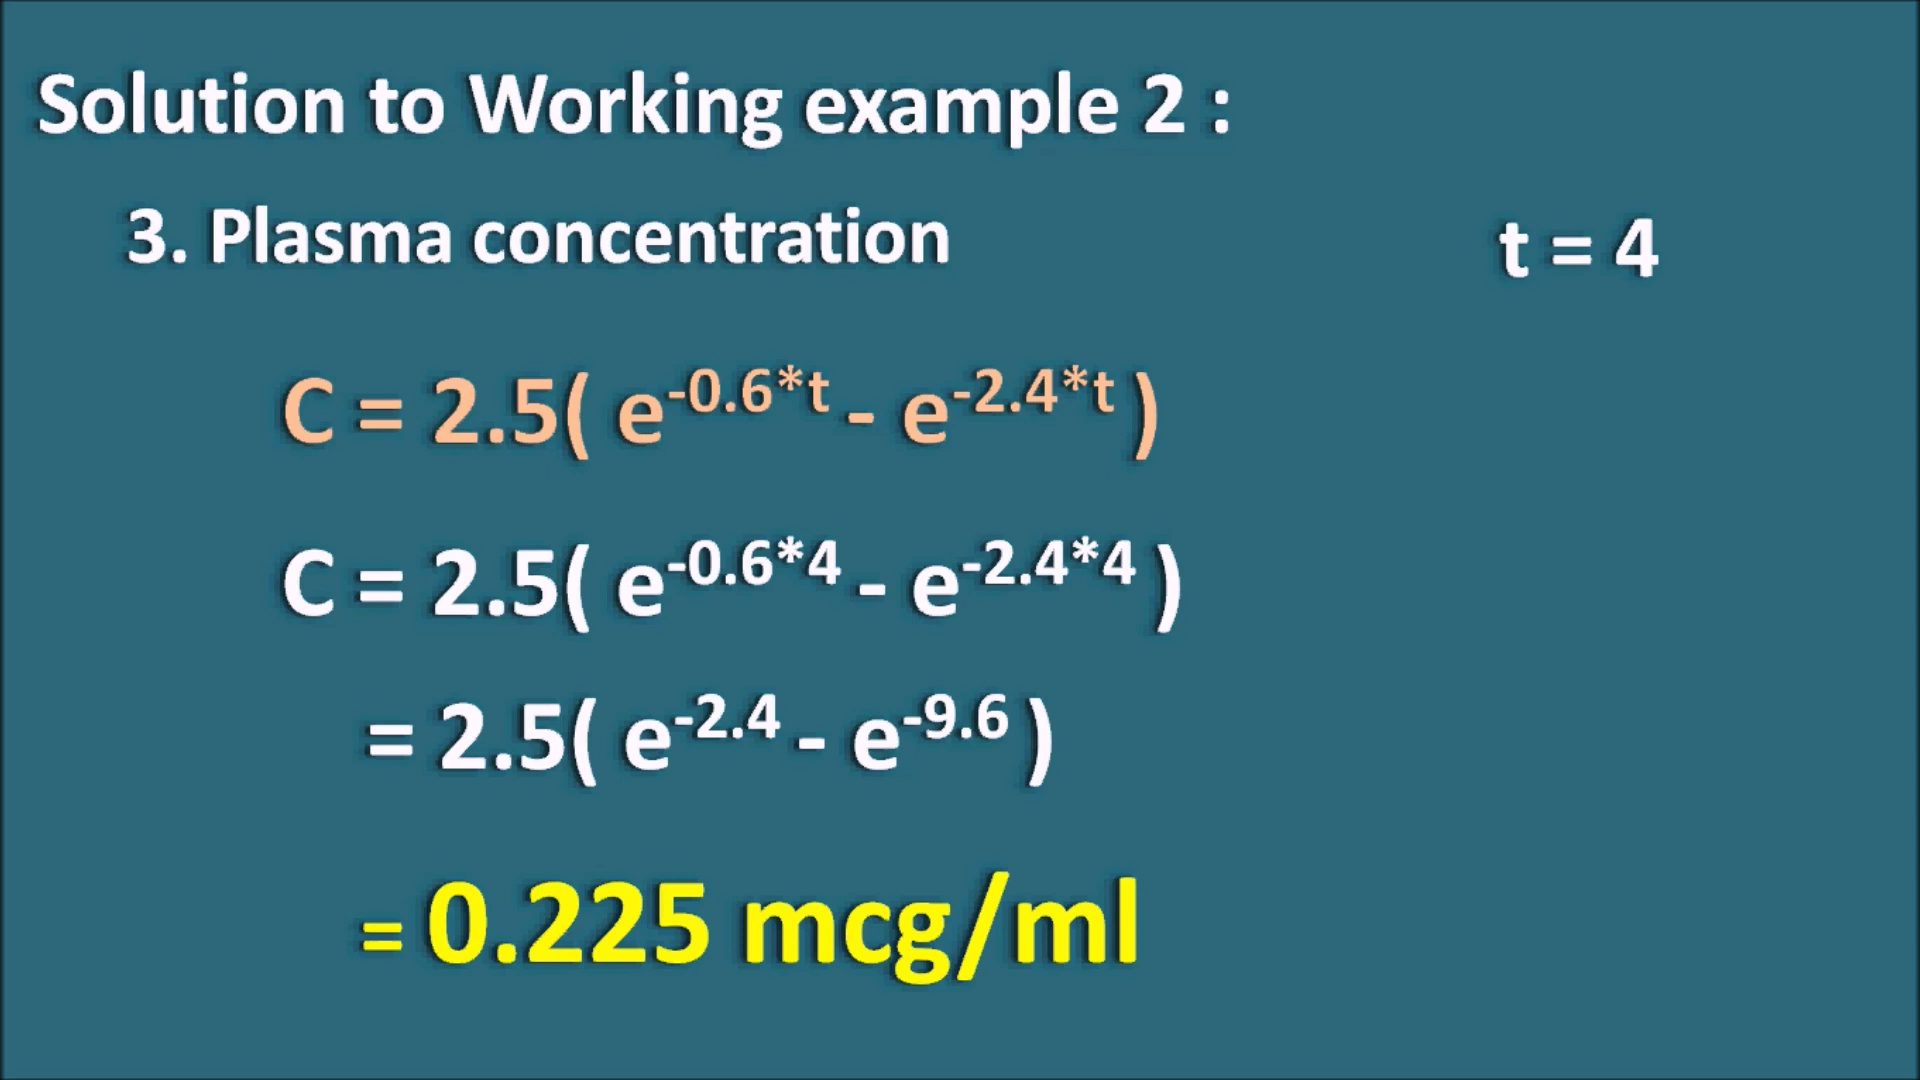 Solution to Working example 2 :
3. Plasma concentration
t = 4
C = 2.5( e^-0.6*t - e^-2.4*t )
C = 2.5( e^-0.6*4 - e^-2.4*4 )
= 2.5( e^-2.4 - e^-9.6 )
= 0.225 mcg/ml